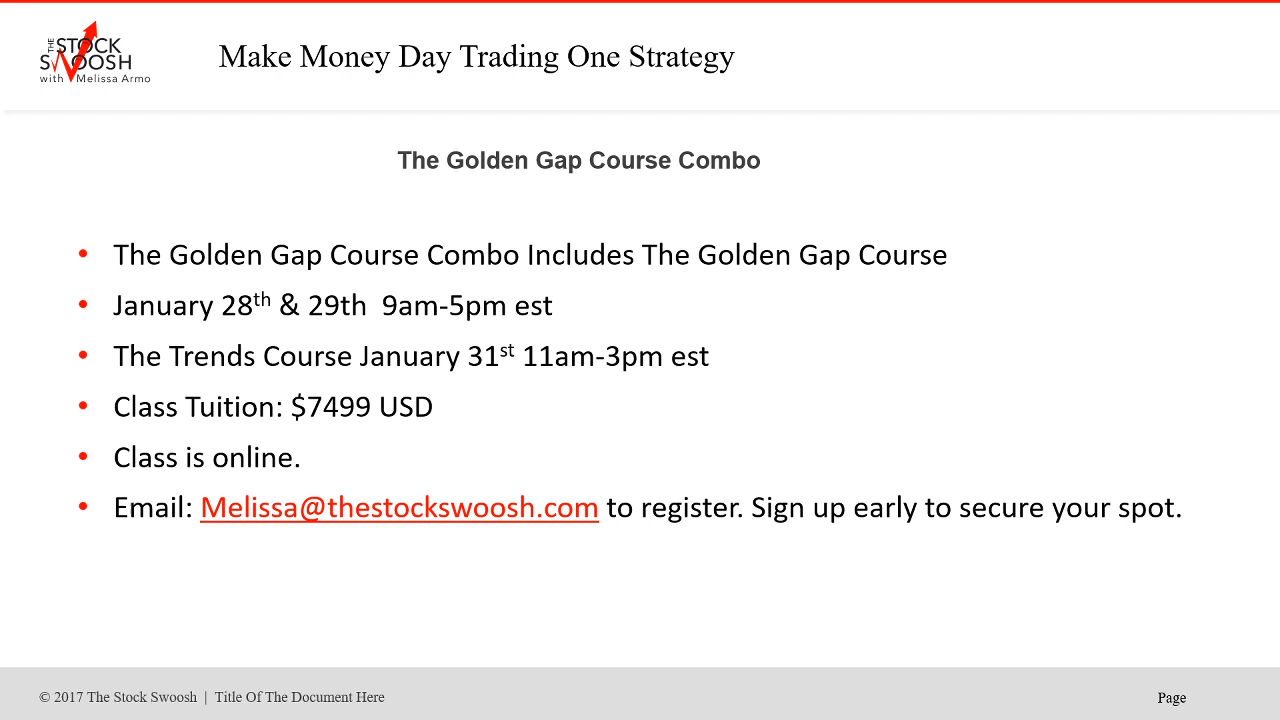 THE STOCK
SWOOSH
with Melissa Armo
Make Money Day Trading One Strategy
The Golden Gap Course Combo
• The Golden Gap Course Combo Includes The Golden Gap Course
• January 28th & 29th  9am-5pm est
• The Trends Course January 31st 11am-3pm est
• Class Tuition: $7499 USD
• Class is online.
• Email: Melissa@thestockswoosh.com to register. Sign up early to secure your spot.
© 2017 The Stock Swoosh | Title Of The Document Here
Page